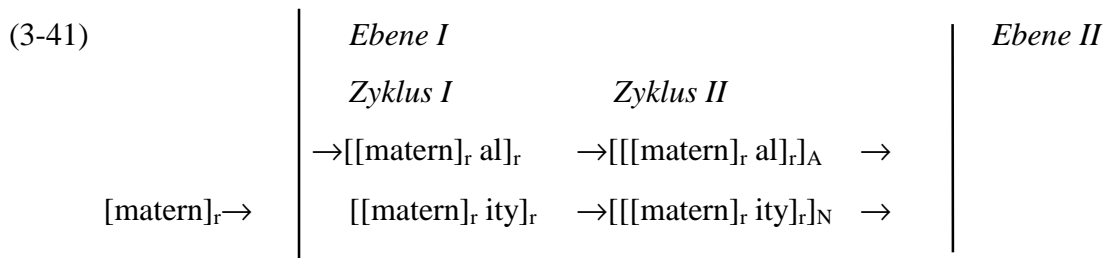 (3-41) Ebene I Ebene II
Zyklus I Zyklus II
→[[matern]r al]r →[[[matern]r al]r]A →
[matern]r→ [[matern]r ity]r →[[[matern]r ity]r]N →